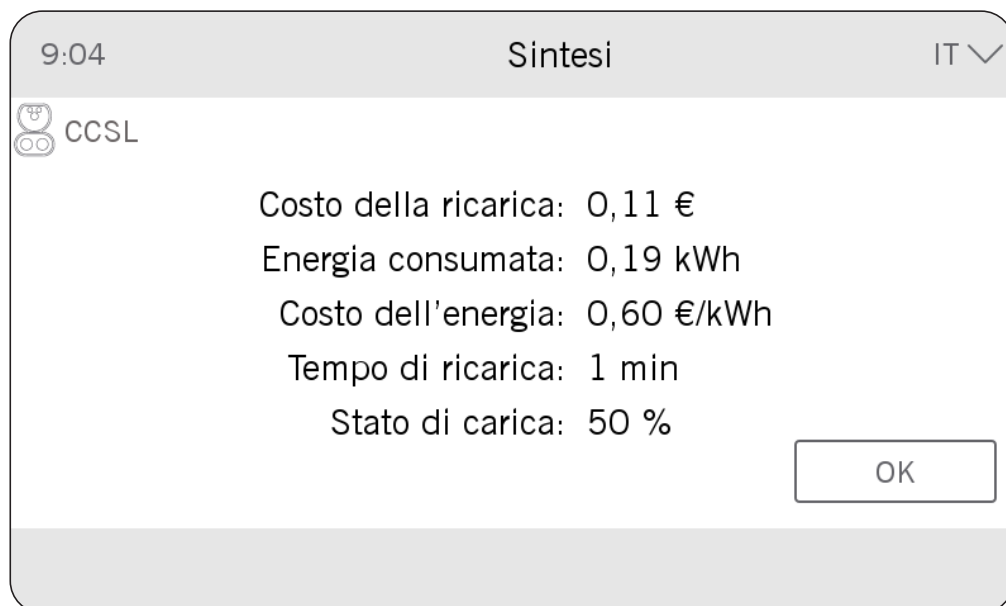 9:04 Sintesi IT
CCSL
Costo della ricarica: 0,11 €
Energia consumata: 0,19 kWh
Costo dell'energia: 0,60 €/kWh
Tempo di ricarica: 1 min
Stato di carica: 50 %
OK